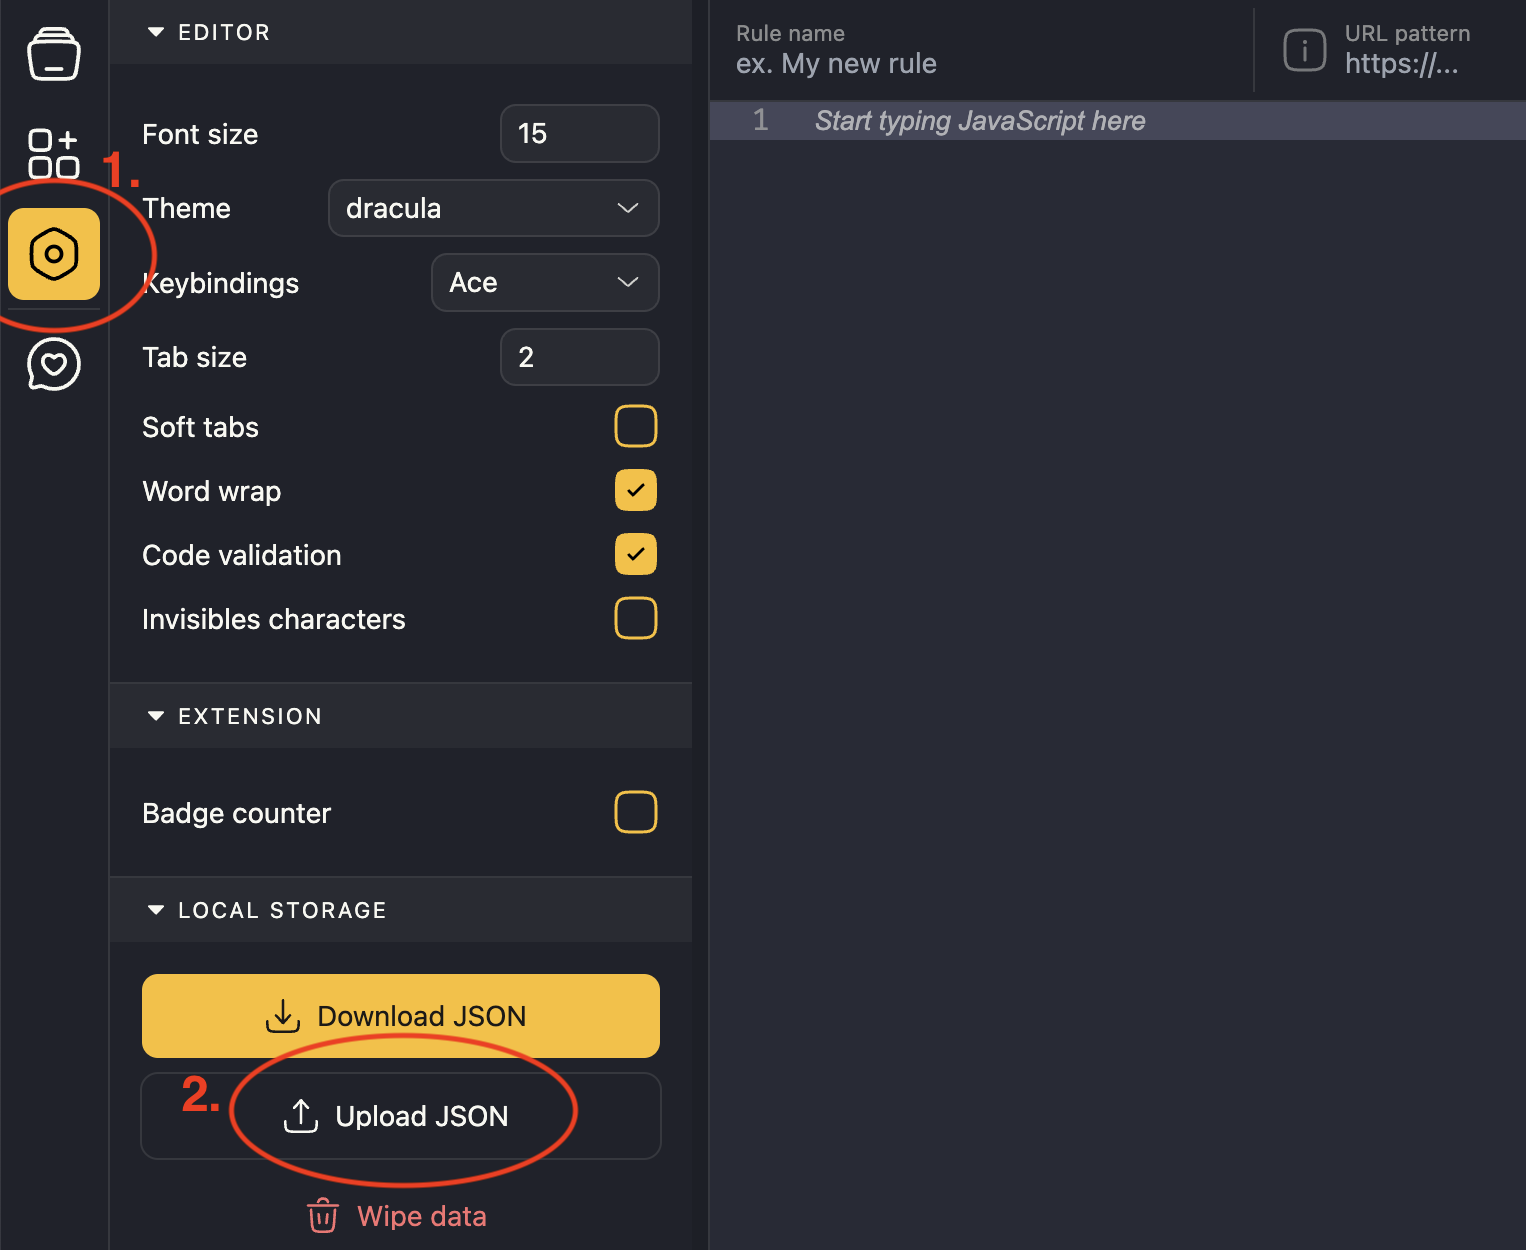 EDITOR
Font size
15
Theme
dracula
Keybindings
Ace
Tab size
2
Soft tabs
Word wrap
Code validation
Invisibles characters
EXTENSION
Badge counter
LOCAL STORAGE
Download JSON
Upload JSON
Wipe data
1.
2.
Rule name
ex. My new rule
URL pattern
https://...
1
Start typing JavaScript here